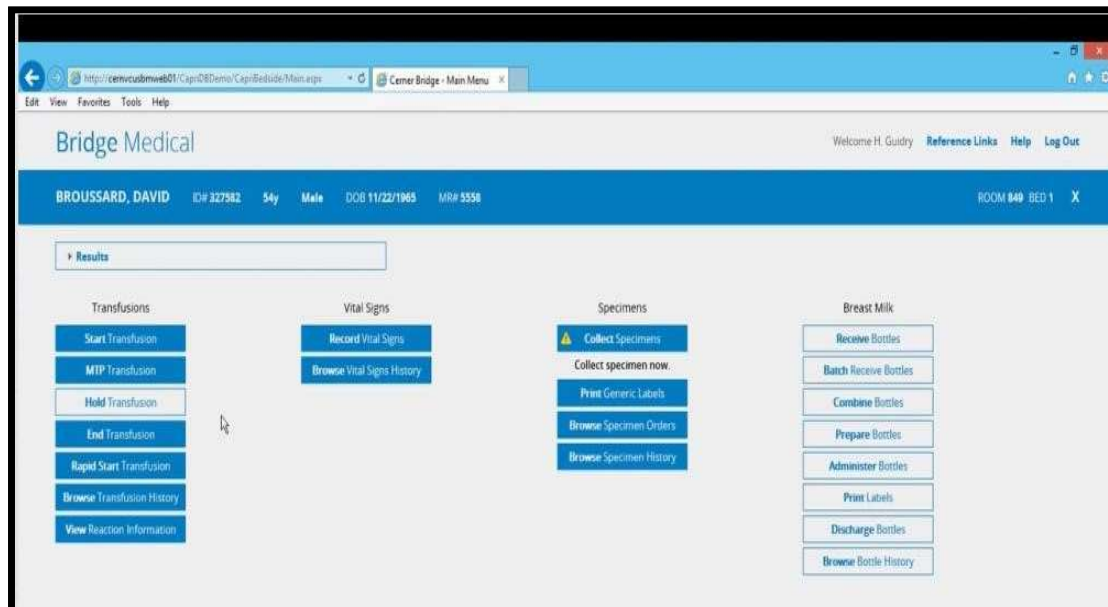 http://cernvcusbmweb01/CapriDBDemo/CapriBedside/Main.aspx
Cerner Bridge - Main Menu
Edit View Favorites Tools Help
Bridge Medical
Welcome H. Guidry Reference Links Help Log Out
BROUSSARD, DAVID ID# 327582 54y Male DOB 11/22/1965 MR# 5558 ROOM 849 BED 1 X
Results
Transfusions
Start Transfusion
MTP Transfusion
Hold Transfusion
End Transfusion
Rapid Start Transfusion
Browse Transfusion History
View Reaction Information
Vital Signs
Record Vital Signs
Browse Vital Signs History
Specimens
Collect Specimens
Collect specimen now.
Print Generic Labels
Browse Specimen Orders
Browse Specimen History
Breast Milk
Receive Bottles
Batch Receive Bottles
Combine Bottles
Prepare Bottles
Administer Bottles
Print Labels
Discharge Bottles
Browse Bottle History